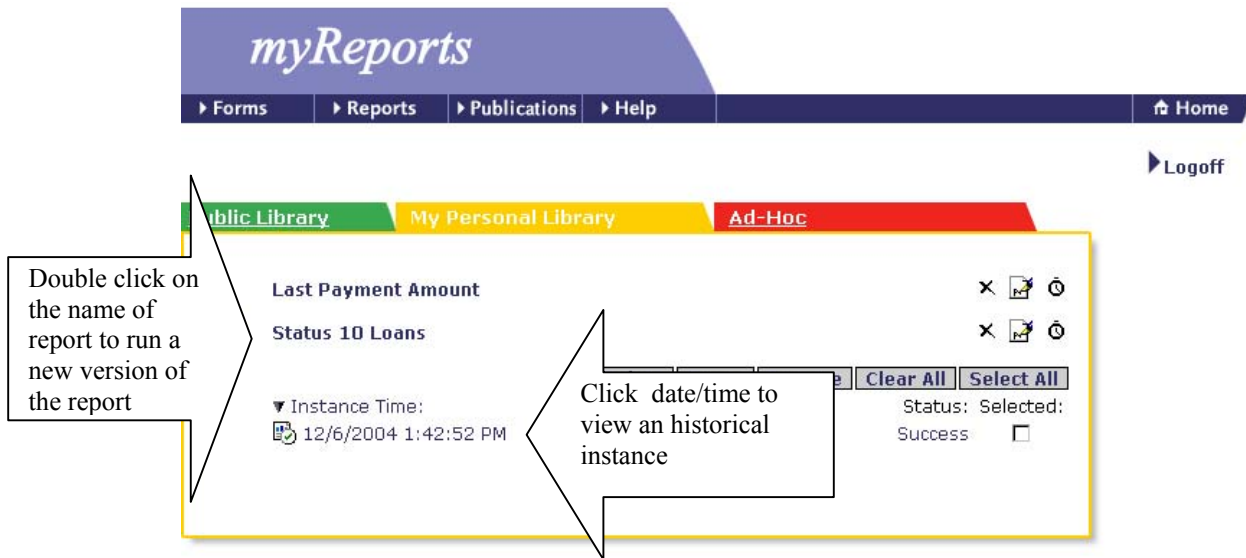 myReports
Forms Reports Publications Help Home
Logoff
Library My Personal Library Ad-Hoc
Double click on
the name of
report to run a
new version of
the report
Last Payment Amount
Status 10 Loans
Clear All Select All
Click date/time to
view an historical
instance
Instance Time: Status: Selected:
12/6/2004 1:42:52 PM Success